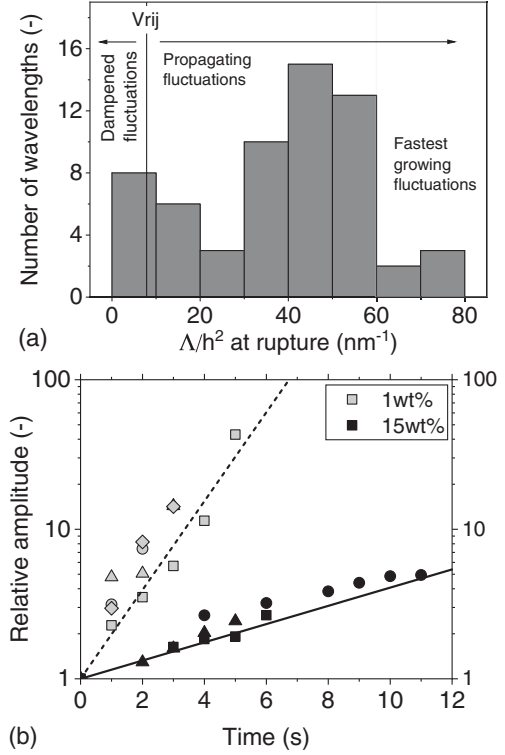 Vrij
Dampened
fluctuations
Propagating
fluctuations
Fastest
growing
fluctuations
Number of wavelengths (-)
16
12
8
4
0
0 20 40 60 80
(a)
Λ/h² at rupture (nm⁻¹)
1wt%
15wt%
Relative amplitude (-)
100 100
10 10
1 1
0 2 4 6 8 10 12
(b)
Time (s)